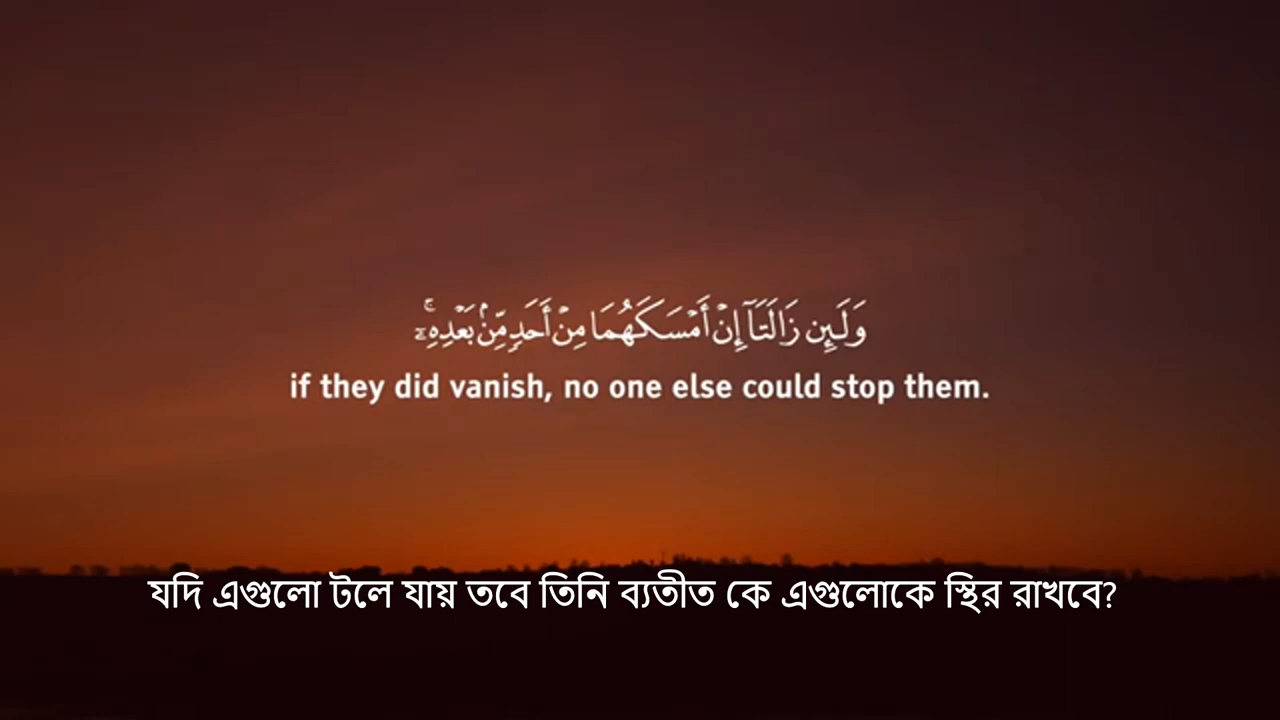 وَلَئِن زَالَتَآ إِنْ أَمْسَكَهُمَا مِنْ أَحَدٍ مِّنۢ بَعْدِهِۦٓ ۚ
if they did vanish, no one else could stop them.
যদি এগুলো টলে যায় তবে তিনি ব্যতীত কে এগুলোকে স্থির রাখবে?